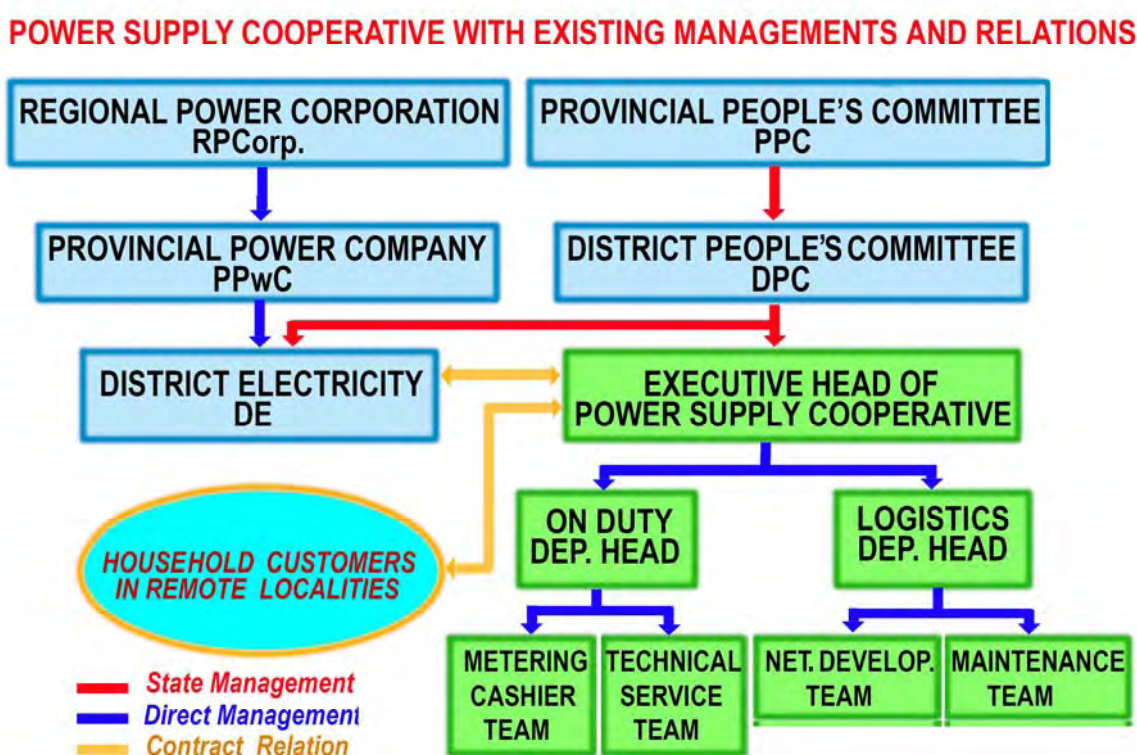 POWER SUPPLY COOPERATIVE WITH EXISTING MANAGEMENTS AND RELATIONS
REGIONAL POWER CORPORATION
RPCorp.
PROVINCIAL PEOPLE'S COMMITTEE
PPC
PROVINCIAL POWER COMPANY
PPwC
DISTRICT PEOPLE'S COMMITTEE
DPC
DISTRICT ELECTRICITY
DE
EXECUTIVE HEAD OF
POWER SUPPLY COOPERATIVE
ON DUTY
DEP. HEAD
LOGISTICS
DEP. HEAD
HOUSEHOLD CUSTOMERS
IN REMOTE LOCALITIES
METERING
CASHIER
TEAM
TECHNICAL
SERVICE
TEAM
NET. DEVELOP.
TEAM
MAINTENANCE
TEAM
State Management
Direct Management
Contract Relation